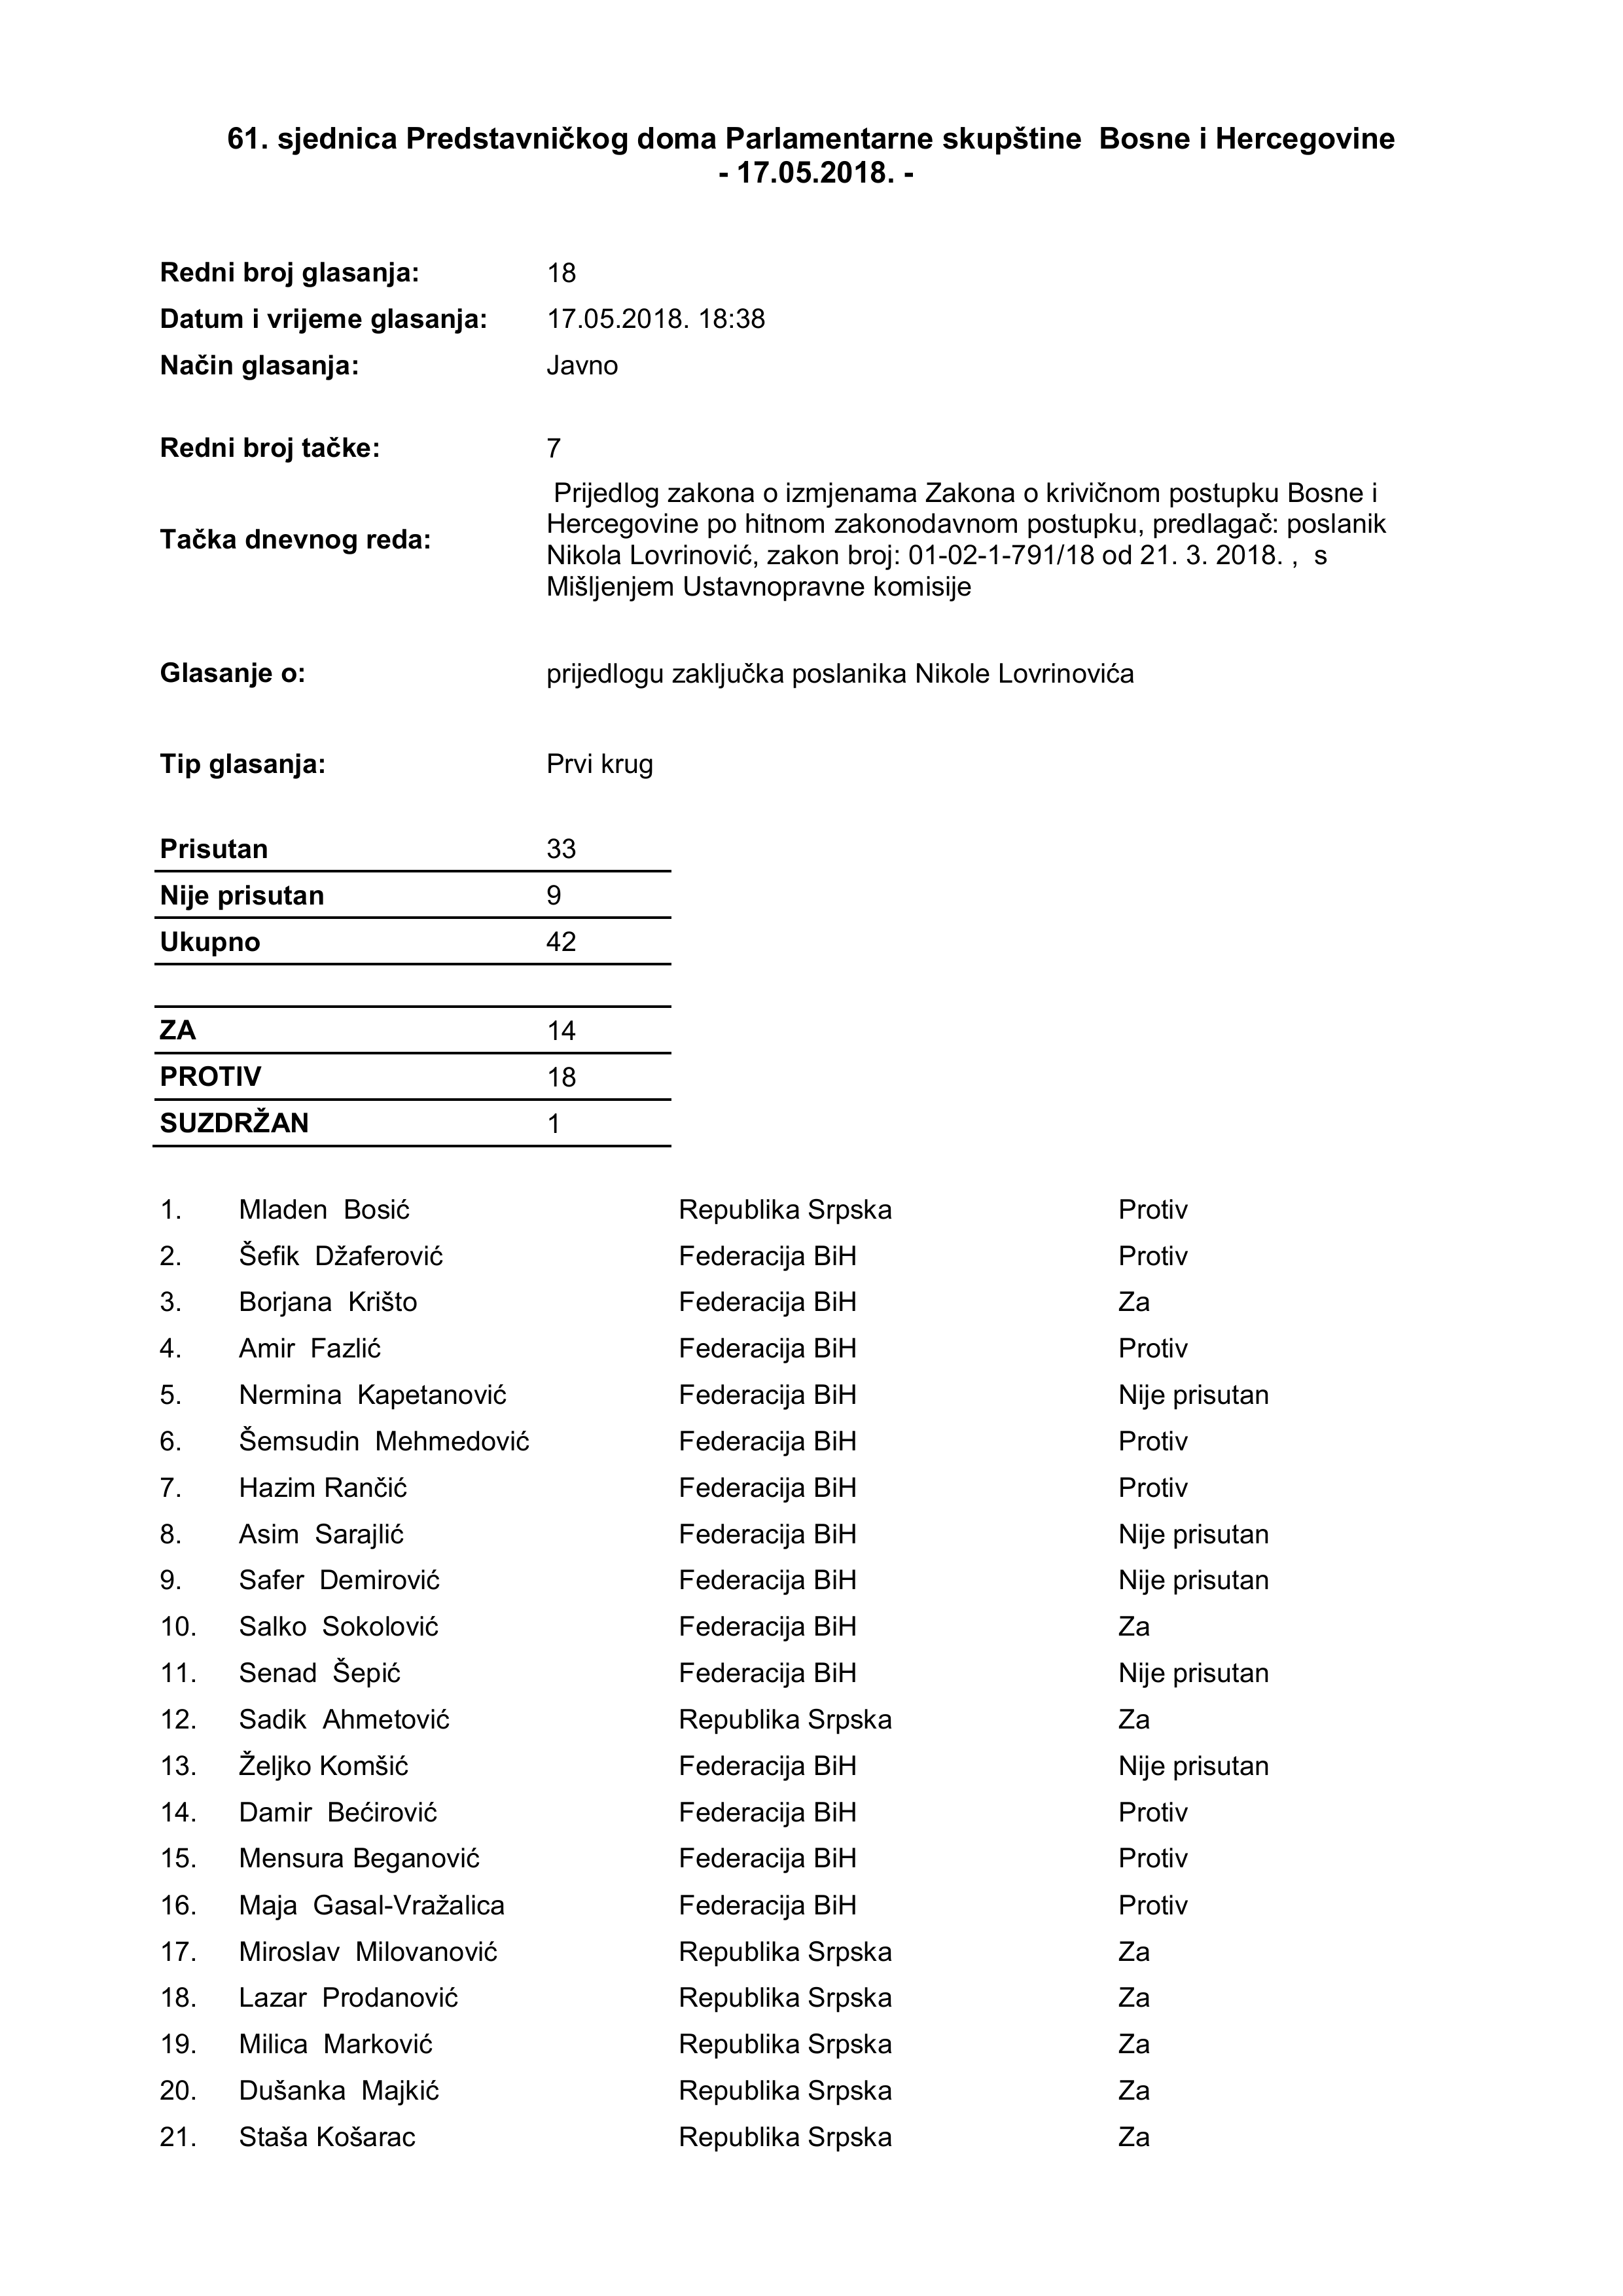 61. sjednica Predstavničkog doma Parlamentarne skupštine  Bosne i Hercegovine
- 17.05.2018. -
Redni broj glasanja: 18
Datum i vrijeme glasanja: 17.05.2018. 18:38
Način glasanja: Javno
Redni broj tačke: 7
Tačka dnevnog reda: Prijedlog zakona o izmjenama Zakona o krivičnom postupku Bosne i
Hercegovine po hitnom zakonodavnom postupku, predlagač: poslanik
Nikola Lovrinović, zakon broj: 01-02-1-791/18 od 21. 3. 2018. ,  s
Mišljenjem Ustavnopravne komisije
Glasanje o: prijedlogu zaključka poslanika Nikole Lovrinovića
Tip glasanja: Prvi krug
Prisutan 33
Nije prisutan 9
Ukupno 42
ZA 14
PROTIV 18
SUZDRŽAN 1
1. Mladen  Bosić Republika Srpska Protiv
2. Šefik  Džaferović Federacija BiH Protiv
3. Borjana  Krišto Federacija BiH Za
4. Amir  Fazlić Federacija BiH Protiv
5. Nermina  Kapetanović Federacija BiH Nije prisutan
6. Šemsudin  Mehmedović Federacija BiH Protiv
7. Hazim Rančić Federacija BiH Protiv
8. Asim  Sarajlić Federacija BiH Nije prisutan
9. Safer  Demirović Federacija BiH Nije prisutan
10. Salko  Sokolović Federacija BiH Za
11. Senad  Šepić Federacija BiH Nije prisutan
12. Sadik  Ahmetović Republika Srpska Za
13. Željko Komšić Federacija BiH Nije prisutan
14. Damir  Bećirović Federacija BiH Protiv
15. Mensura Beganović Federacija BiH Protiv
16. Maja  Gasal-Vražalica Federacija BiH Protiv
17. Miroslav  Milovanović Republika Srpska Za
18. Lazar  Prodanović Republika Srpska Za
19. Milica  Marković Republika Srpska Za
20. Dušanka  Majkić Republika Srpska Za
21. Staša Košarac Republika Srpska Za